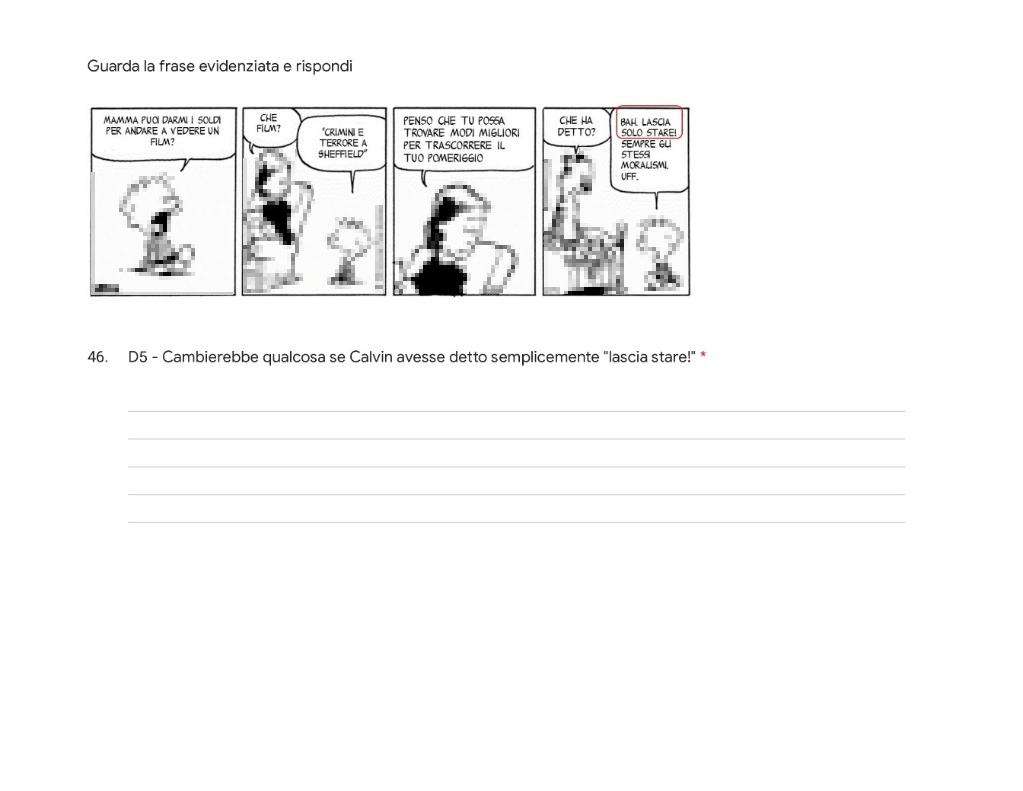 Guarda la frase evidenziata e rispondi
MAMMA PUOI DARMI I SOLDI
PER ANDARE A VEDERE UN
FILM?
CHE
FILM?
"CRIMINI E
TERRORE A
SHEFFIELD"
PENSO CHE TU POSSA
TROVARE MODI MIGLIORI
PER TRASCORRERE IL
TUO POMERIGGIO
CHE HA
DETTO?
BAH. LASCIA
SOLO STARE!
SEMPRE GLI
STESSI
MORALISMI.
UFF.
46. D5 - Cambierebbe qualcosa se Calvin avesse detto semplicemente "lascia stare!" *